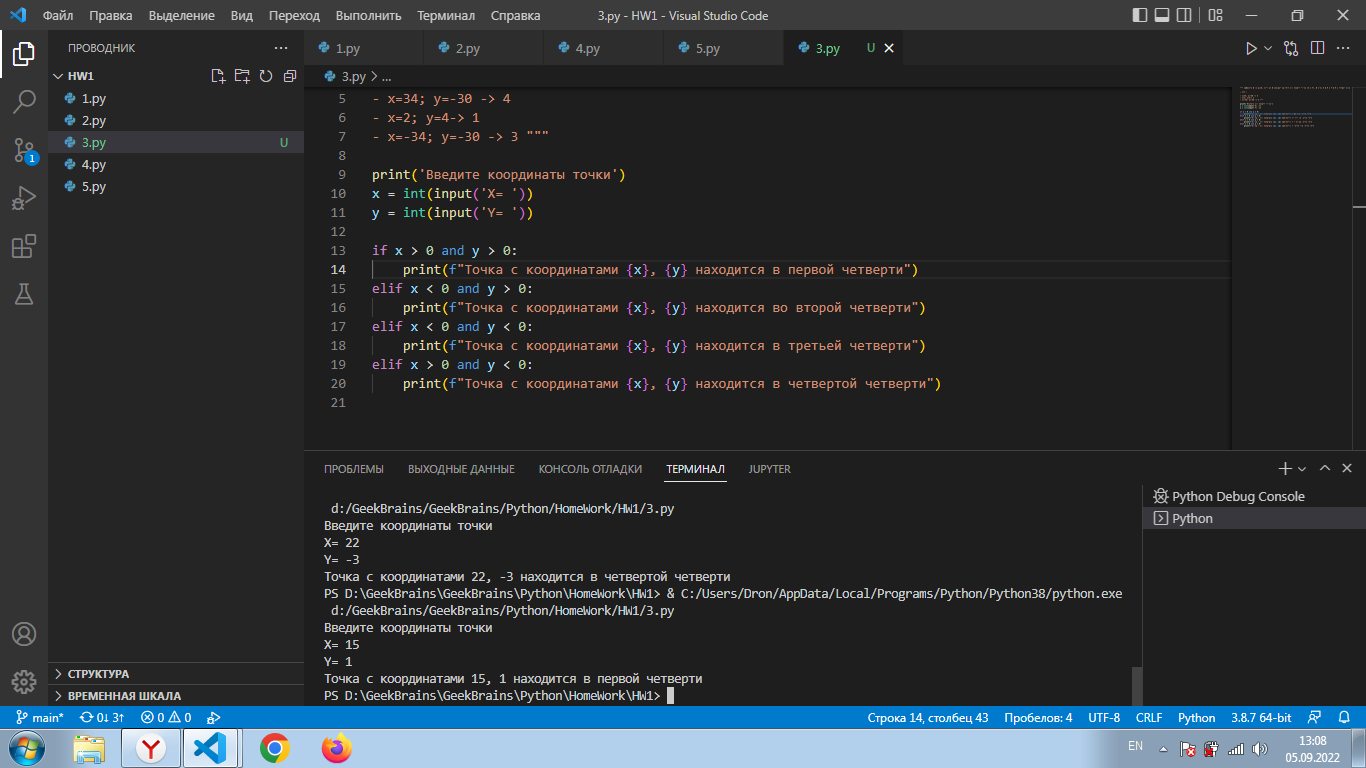 Файл Правка Выделение Вид Переход Выполнить Терминал Справка 3.py - HW1 - Visual Studio Code
ПРОВОДНИК
HW1
1.py
2.py
3.py U
4.py
5.py
СТРУКТУРА
ВРЕМЕННАЯ ШКАЛА
1
1.py 2.py 4.py 5.py 3.py U
3.py > ...
5 - x=34; y=-30 -> 4
6 - x=2; y=4-> 1
7 - x=-34; y=-30 -> 3 """
8
9 print('Введите координаты точки')
10 x = int(input('X= '))
11 y = int(input('Y= '))
12
13 if x > 0 and y > 0:
14 print(f"Точка с координатами {x}, {y} находится в первой четверти")
15 elif x < 0 and y > 0:
16 print(f"Точка с координатами {x}, {y} находится во второй четверти")
17 elif x < 0 and y < 0:
18 print(f"Точка с координатами {x}, {y} находится в третьей четверти")
19 elif x > 0 and y < 0:
20 print(f"Точка с координатами {x}, {y} находится в четвертой четверти")
21
ПРОБЛЕМЫ ВЫХОДНЫЕ ДАННЫЕ КОНСОЛЬ ОТЛАДКИ ТЕРМИНАЛ JUPYTER
d:/GeekBrains/GeekBrains/Python/HomeWork/HW1/3.py
Введите координаты точки
X= 22
Y= -3
Точка с координатами 22, -3 находится в четвертой четверти
PS D:\GeekBrains\GeekBrains\Python\HomeWork\HW1> & C:/Users/Dron/AppData/Local/Programs/Python/Python38/python.exe
d:/GeekBrains/GeekBrains/Python/HomeWork/HW1/3.py
Введите координаты точки
X= 15
Y= 1
Точка с координатами 15, 1 находится в первой четверти
PS D:\GeekBrains\GeekBrains\Python\HomeWork\HW1>
Python Debug Console
Python
main* 0↓ 3↑ 0 0 Строка 14, столбец 43 Пробелов: 4 UTF-8 CRLF Python 3.8.7 64-bit
EN 13:08
05.09.2022